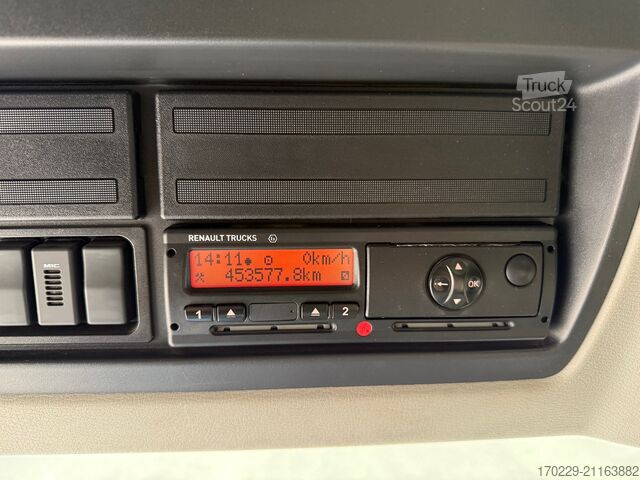 Truck
Scout24
RENAULT TRUCKS
14:11 0km/h
453577.8km
MIC
OK
1 2
170229-21163882